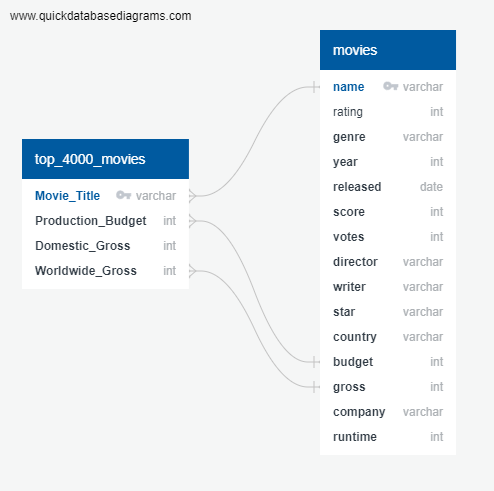 www.quickdatabasediagrams.com
movies
name varchar
rating int
genre varchar
year int
released date
score int
votes int
director varchar
writer varchar
star varchar
country varchar
budget int
gross int
company varchar
runtime int
top_4000_movies
Movie_Title varchar
Production_Budget int
Domestic_Gross int
Worldwide_Gross int